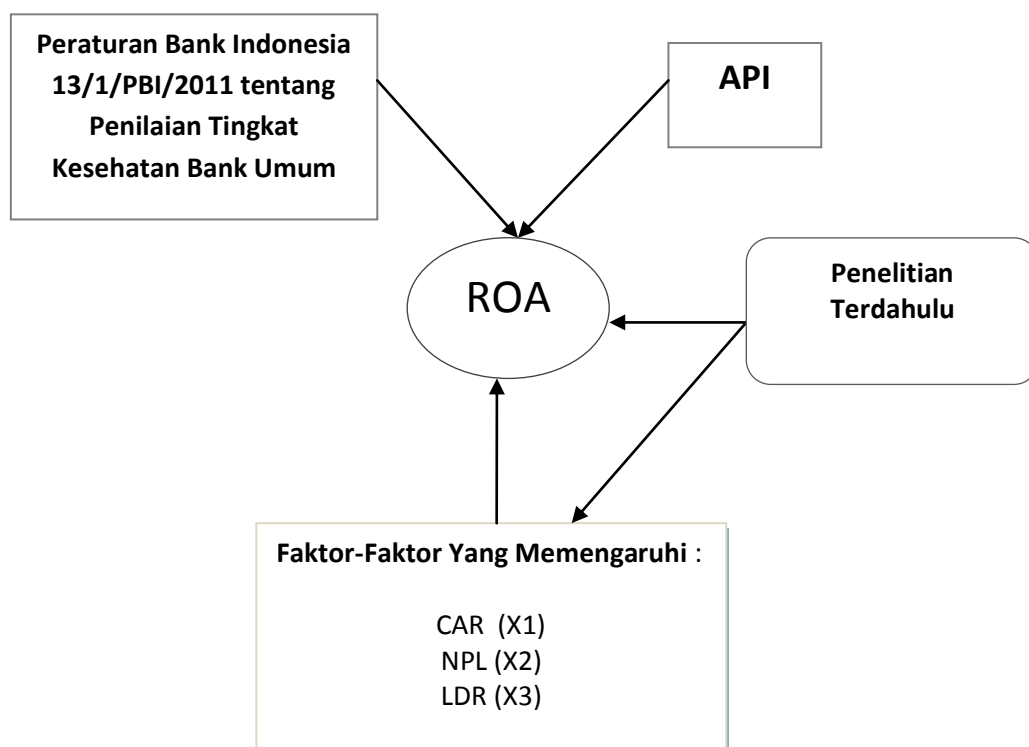 Peraturan Bank Indonesia
13/1/PBI/2011 tentang
Penilaian Tingkat
Kesehatan Bank Umum
API
ROA
Penelitian
Terdahulu
Faktor-Faktor Yang Memengaruhi :
CAR (X1)
NPL (X2)
LDR (X3)